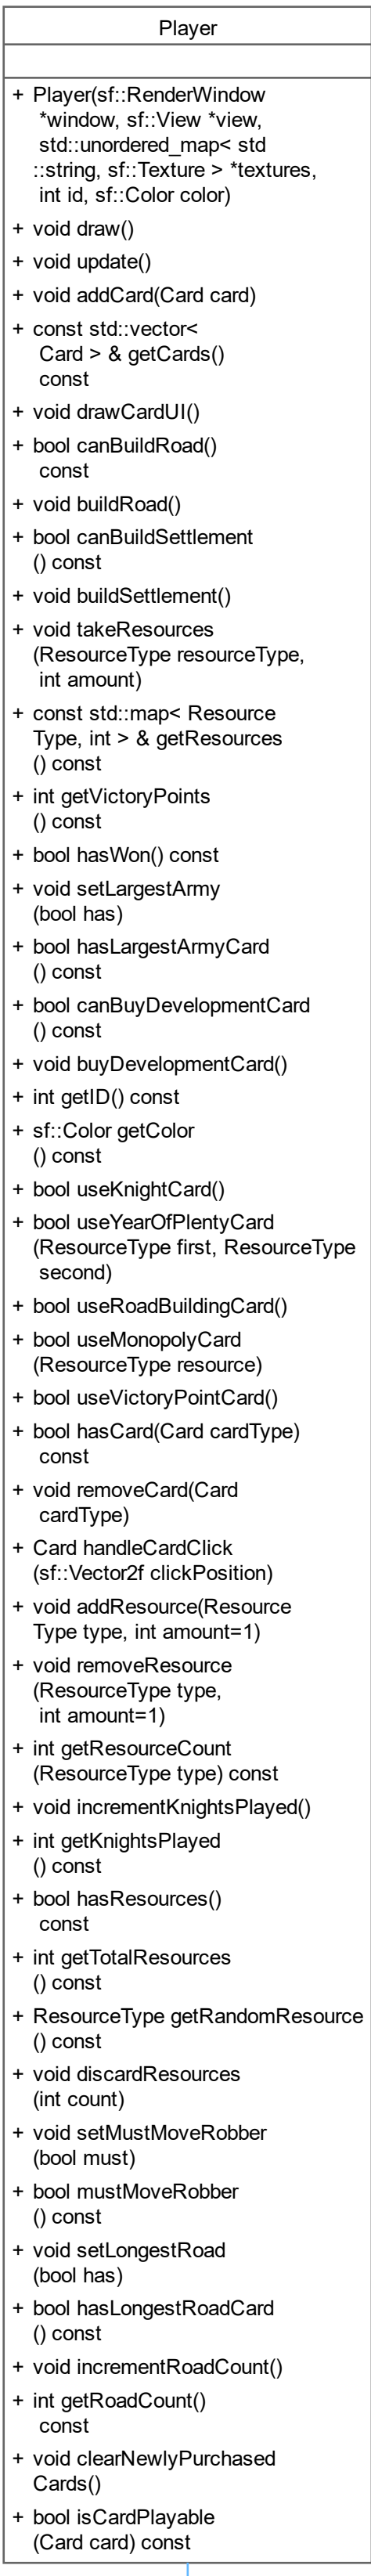 Player
+ Player(sf::RenderWindow
*window, sf::View *view,
std::unordered_map< std
::string, sf::Texture > *textures,
int id, sf::Color color)
+ void draw()
+ void update()
+ void addCard(Card card)
+ const std::vector<
Card > & getCards()
const
+ void drawCardUI()
+ bool canBuildRoad()
const
+ void buildRoad()
+ bool canBuildSettlement
() const
+ void buildSettlement()
+ void takeResources
(ResourceType resourceType,
int amount)
+ const std::map< Resource
Type, int > & getResources
() const
+ int getVictoryPoints
() const
+ bool hasWon() const
+ void setLargestArmy
(bool has)
+ bool hasLargestArmyCard
() const
+ bool canBuyDevelopmentCard
() const
+ void buyDevelopmentCard()
+ int getID() const
+ sf::Color getColor
() const
+ bool useKnightCard()
+ bool useYearOfPlentyCard
(ResourceType first, ResourceType
second)
+ bool useRoadBuildingCard()
+ bool useMonopolyCard
(ResourceType resource)
+ bool useVictoryPointCard()
+ bool hasCard(Card cardType)
const
+ void removeCard(Card
cardType)
+ Card handleCardClick
(sf::Vector2f clickPosition)
+ void addResource(Resource
Type type, int amount=1)
+ void removeResource
(ResourceType type,
int amount=1)
+ int getResourceCount
(ResourceType type) const
+ void incrementKnightsPlayed()
+ int getKnightsPlayed
() const
+ bool hasResources()
const
+ int getTotalResources
() const
+ ResourceType getRandomResource
() const
+ void discardResources
(int count)
+ void setMustMoveRobber
(bool must)
+ bool mustMoveRobber
() const
+ void setLongestRoad
(bool has)
+ bool hasLongestRoadCard
() const
+ void incrementRoadCount()
+ int getRoadCount()
const
+ void clearNewlyPurchased
Cards()
+ bool isCardPlayable
(Card card) const